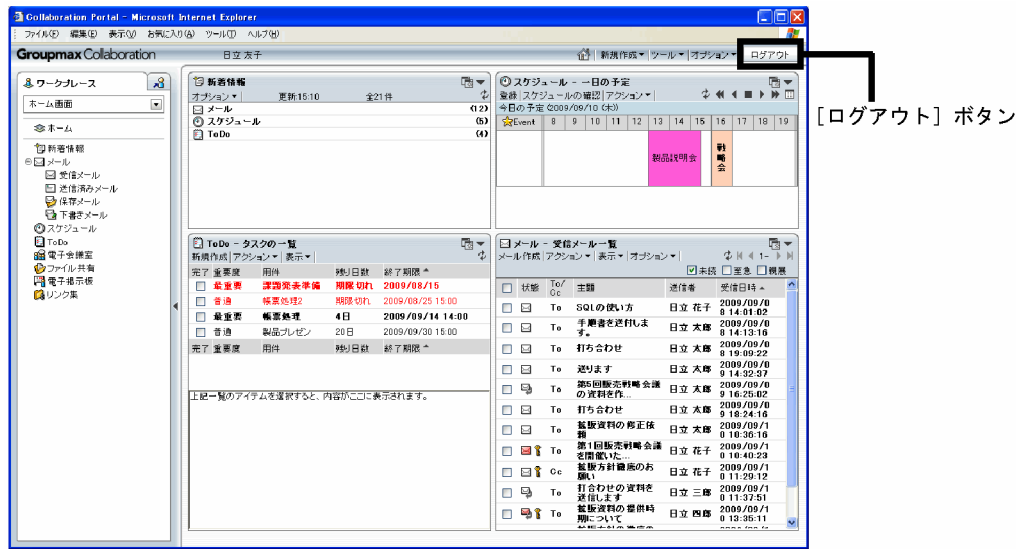 Collaboration Portal - Microsoft Internet Explorer
ファイル(F) 編集(E) 表示(V) お気に入り(A) ツール(T) ヘルプ(H)
Groupmax Collaboration 日立 友子 新規作成 ツール オプション ログアウト
[ログアウト] ボタン
ワークプレース
ホーム画面
ホーム
新着情報
メール
受信メール
送信済みメール
保存メール
下書きメール
スケジュール
ToDo
電子会議室
ファイル共有
電子掲示板
リンク集
新着情報
オプション 更新15:10 全21件
メール (12)
スケジュール (5)
ToDo (4)
スケジュール - 一日の予定
登録 スケジュールの確認 アクション
今日の予定 (2009/09/10 (木))
Event 8 9 10 11 12 13 14 15 16 17 18 19
製品説明会
戦略会
ToDo - タスクの一覧
新規作成 アクション 表示
完了 重要度 用件 残り日数 終了期限
最重要 課題発表準備 期限切れ 2009/08/15
普通 帳票処理2 期限切れ 2009/08/25 15:00
最重要 帳票処理 4日 2009/09/14 14:00
普通 製品プレゼン 20日 2009/09/30 15:00
完了 重要度 用件 残り日数 終了期限
上記一覧のアイテムを選択すると、内容がここに表示されます。
メール - 受信メール一覧
メール作成 アクション 表示 オプション 1-
未読 至急 親展
状態 To/Cc 主題 送信者 受信日時
To SQLの使い方 日立 花子 2009/09/08 14:01:02
To 手順書を送付します。 日立 太郎 2009/09/08 14:13:16
To 打ち合わせ 日立 太郎 2009/09/08 19:09:22
To 送ります 日立 太郎 2009/09/09 14:32:37
To 第5回販売戦略会議の資料を作... 日立 太郎 2009/09/09 16:25:02
To 打ち合わせ 日立 太郎 2009/09/09 18:24:16
To 拡販資料の修正依頼 日立 太郎 2009/09/10 10:36:16
To 第1回販売戦略会議を開催いた... 日立 花子 2009/09/10 10:40:23
Cc 拡販方針徹底のお願い 日立 花子 2009/09/10 11:29:12
To 打合わせの資料を送信します 日立 三郎 2009/09/10 11:37:51
To 拡販資料の提供時期について 日立 四郎 2009/09/10 13:35:11